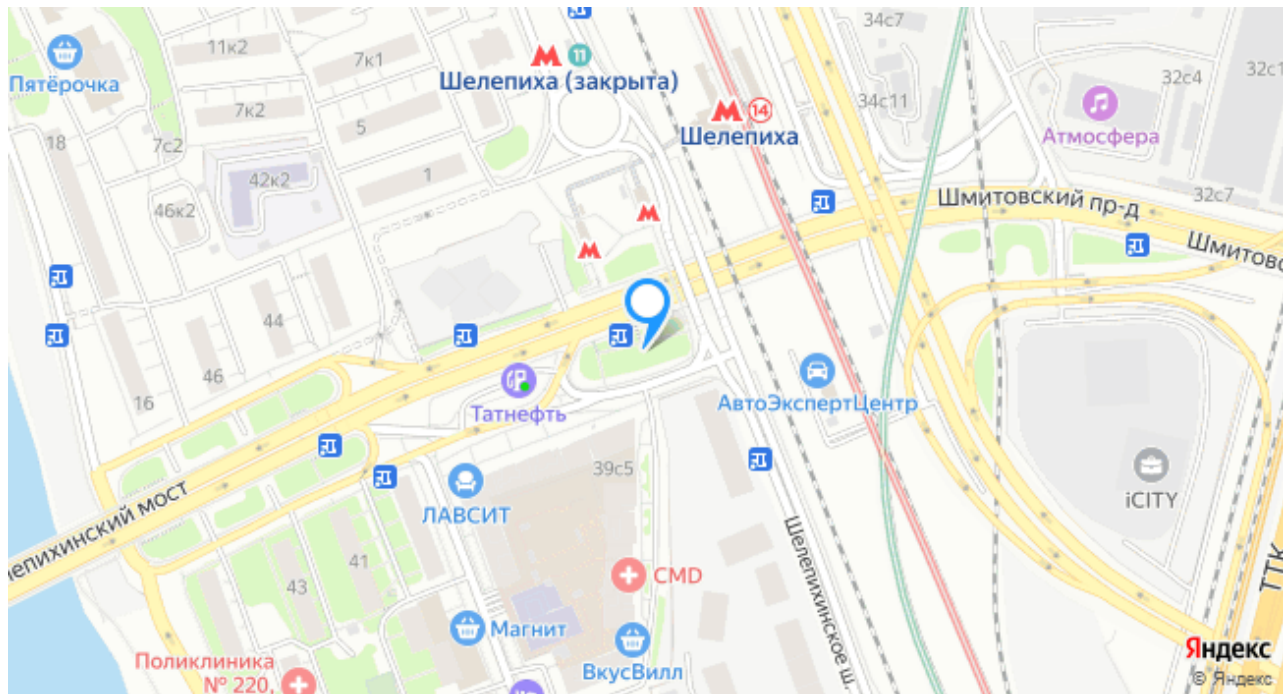 34с7
11к2
7к1
11
Пятёрочка
Шелепиха (закрыта)
32с4
32с1
34с11
7к2
5
14
Шелепиха
Атмосфера
18
7с2
42к2
1
46к2
32с7
Шмитовский пр-д
Шмитовс
44
46
16
Татнефть
АвтоЭкспертЦентр
39с5
ЛАВСИТ
iCITY
лепихинский мост
41
43
CMD
Шелепихинское ш.
ТТК
Магнит
ВкусВилл
Поликлиника
№ 220,
Яндекс
© Яндекс